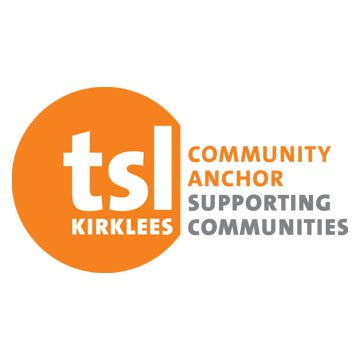 tsl
KIRKLEES
COMMUNITY
ANCHOR
SUPPORTING
COMMUNITIES